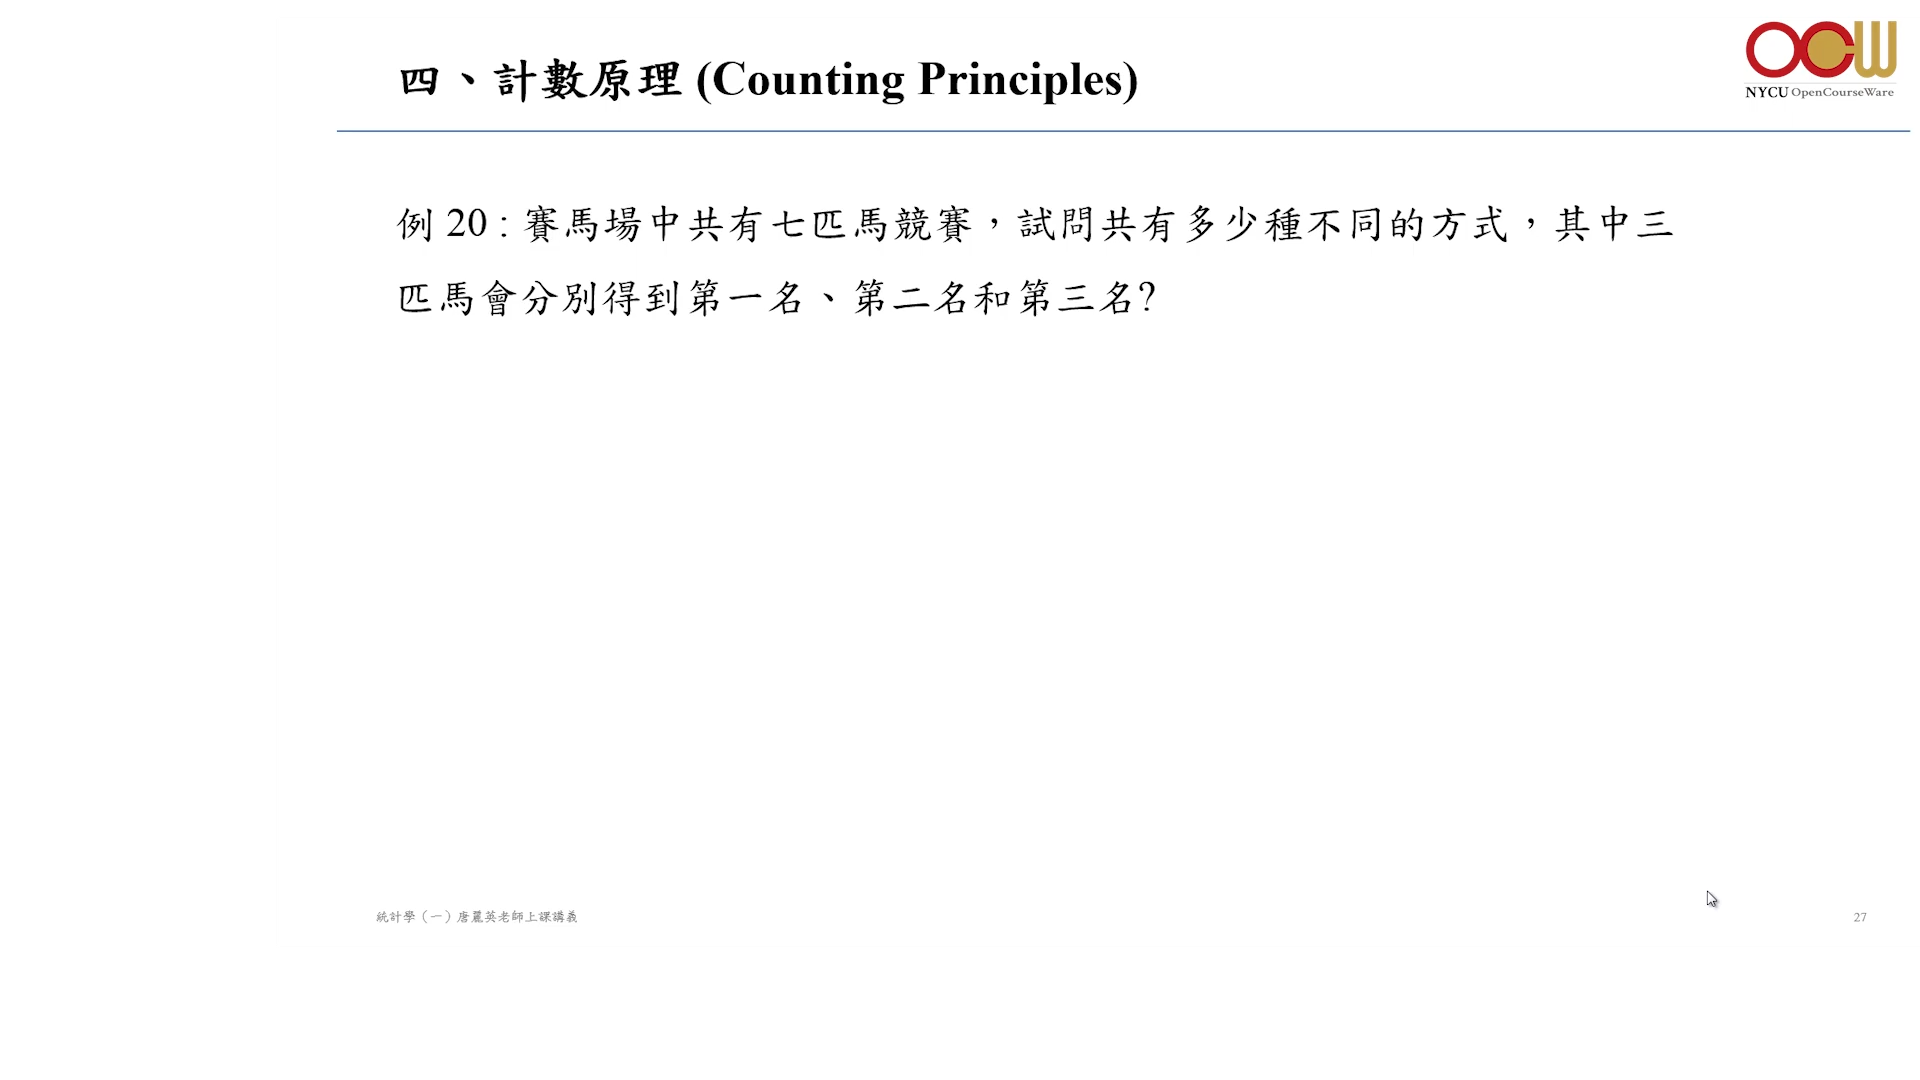 四、計數原理 (Counting Principles)
OCW
NYCU OpenCourseWare
例 20 : 賽馬場中共有七匹馬競賽，試問共有多少種不同的方式，其中三
匹馬會分別得到第一名、第二名和第三名?
統計學（一）唐麗英老師上課講義
27